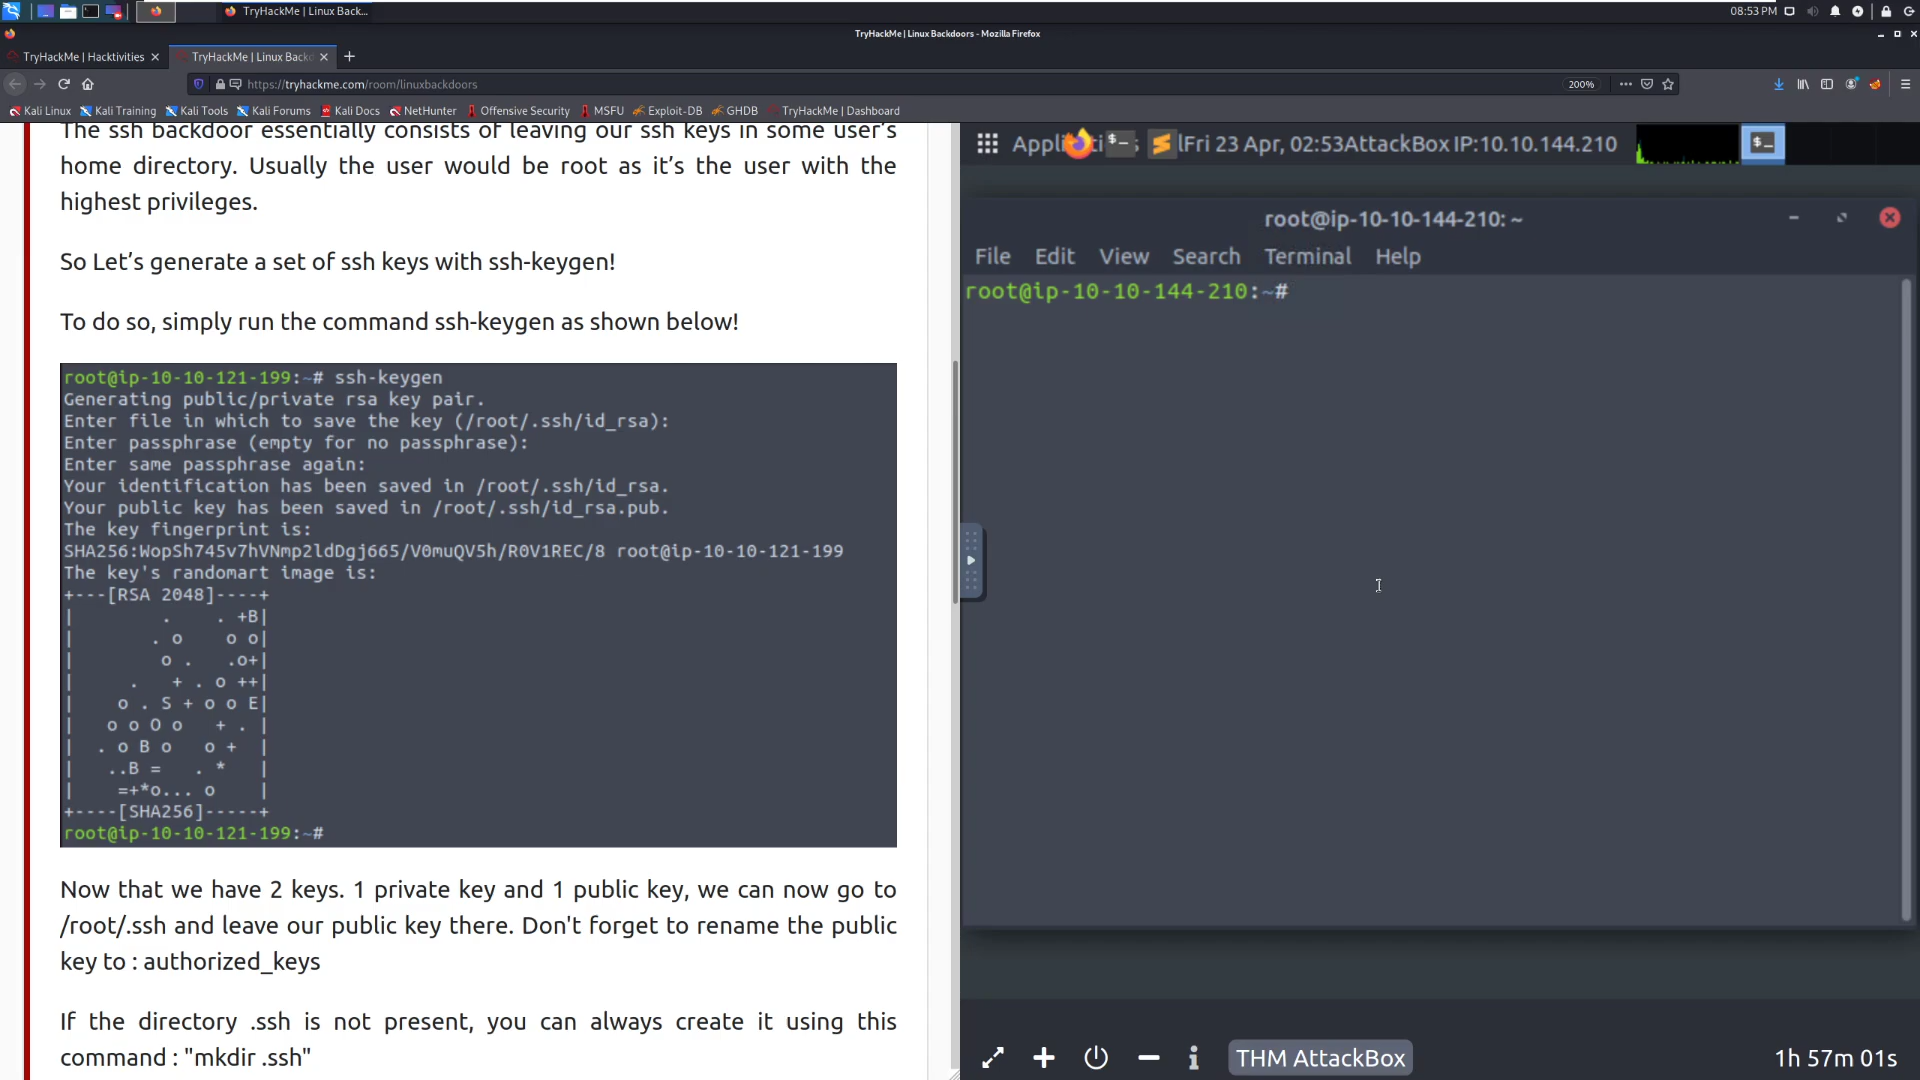 TryHackMe | Linux Back...
08:53 PM
TryHackMe | Linux Backdoors - Mozilla Firefox
TryHackMe | Hacktivities
TryHackMe | Linux Backd
https://tryhackme.com/room/linuxbackdoors
200%
Kali Linux
Kali Training
Kali Tools
Kali Forums
Kali Docs
NetHunter
Offensive Security
MSFU
Exploit-DB
GHDB
TryHackMe | Dashboard
The ssh backdoor essentially consists of leaving our ssh keys in some user’s
home directory. Usually the user would be root as it’s the user with the
highest privileges.
So Let’s generate a set of ssh keys with ssh-keygen!
To do so, simply run the command ssh-keygen as shown below!
root@ip-10-10-121-199:~# ssh-keygen
Generating public/private rsa key pair.
Enter file in which to save the key (/root/.ssh/id_rsa):
Enter passphrase (empty for no passphrase):
Enter same passphrase again:
Your identification has been saved in /root/.ssh/id_rsa.
Your public key has been saved in /root/.ssh/id_rsa.pub.
The key fingerprint is:
SHA256:WopSh745v7hVNmp2ldDgj665/V0muQV5h/R0V1REC/8 root@ip-10-10-121-199
The key's randomart image is:
+---[RSA 2048]----+
|         .    . +B|
|        . o    o o|
|         o .   .o+|
|      .   + . o ++|
|     o . S + o o E|
|    o o O o   + . |
|   . o B o   o +  |
|    ..B =   . *   |
|     =+*o... o    |
+----[SHA256]-----+
root@ip-10-10-121-199:~#
Now that we have 2 keys. 1 private key and 1 public key, we can now go to
/root/.ssh and leave our public key there. Don't forget to rename the public
key to : authorized_keys
If the directory .ssh is not present, you can always create it using this
command : "mkdir .ssh"
Fri 23 Apr, 02:53
AttackBox IP:10.10.144.210
root@ip-10-10-144-210: ~
File Edit View Search Terminal Help
root@ip-10-10-144-210:~#
THM AttackBox
1h 57m 01s